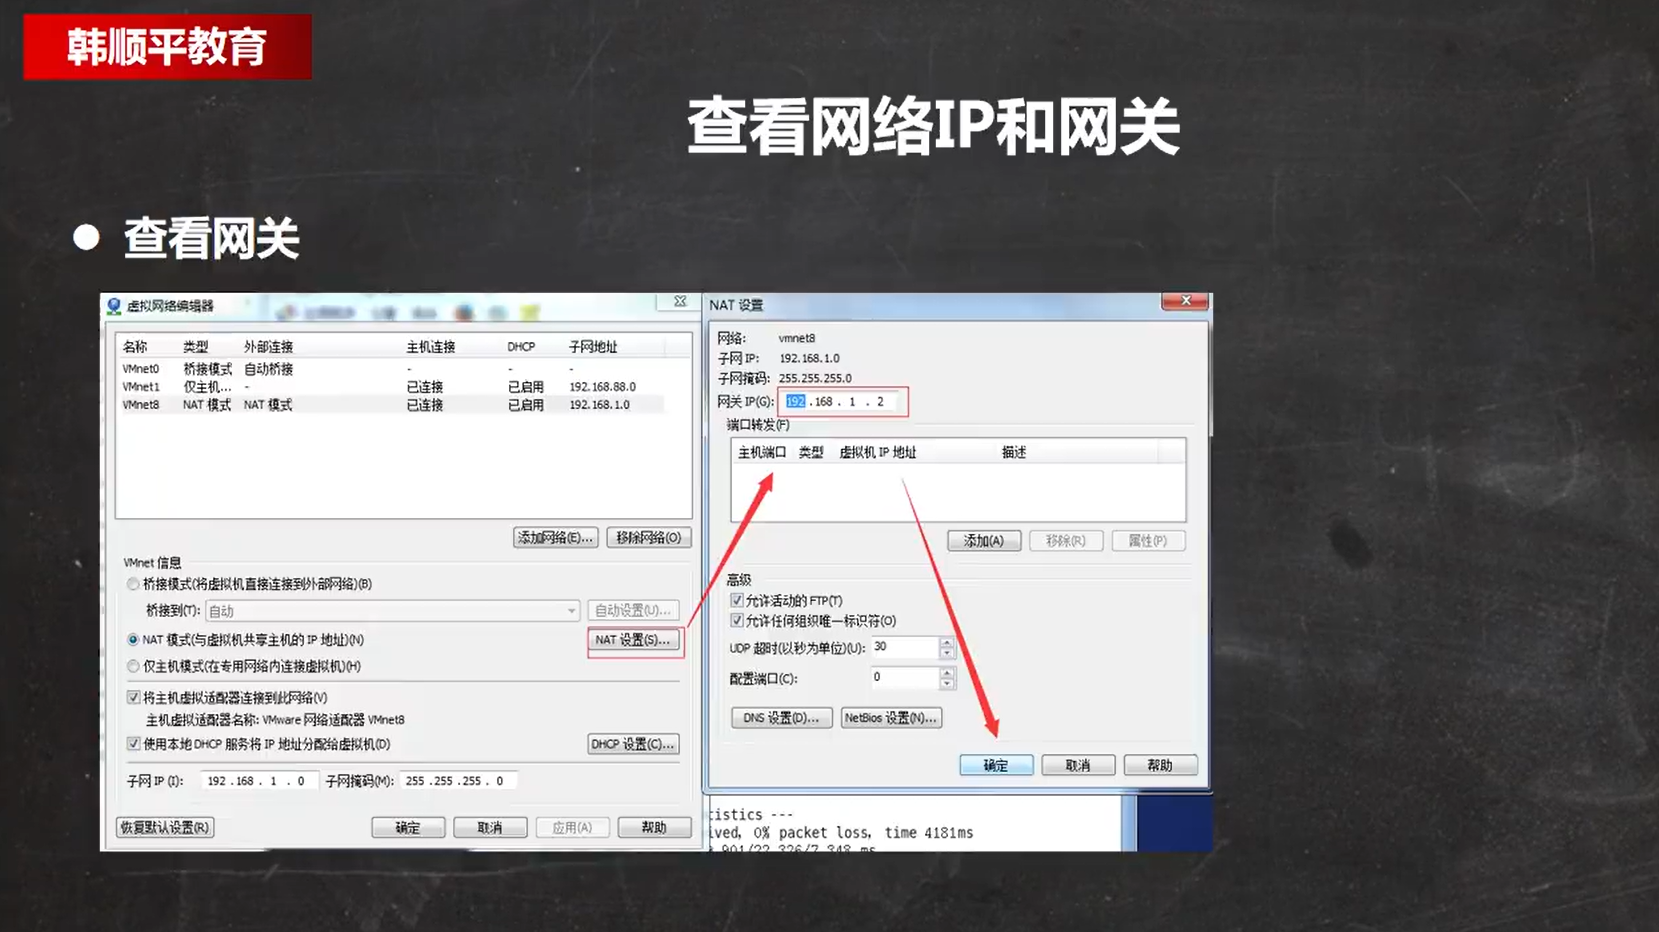 韩顺平教育
查看网络IP和网关
查看网关
虚拟网络编辑器
名称 类型 外部连接 主机连接 DHCP 子网地址
VMnet0 桥接模式 自动桥接 - - -
VMnet1 仅主机... - 已连接 已启用 192.168.88.0
VMnet8 NAT 模式 NAT 模式 已连接 已启用 192.168.1.0
添加网络(E)... 移除网络(O)
VMnet 信息
桥接模式(将虚拟机直接连接到外部网络)(B)
桥接到(T): 自动 自动设置(U)...
NAT 模式(与虚拟机共享主机的 IP 地址)(N) NAT 设置(S)...
仅主机模式(在专用网络内连接虚拟机)(H)
将主机虚拟适配器连接到此网络(V)
主机虚拟适配器名称: VMware 网络适配器 VMnet8
使用本地 DHCP 服务将 IP 地址分配给虚拟机(D) DHCP 设置(C)...
子网 IP (I): 192 .168 . 1 . 0 子网掩码(M): 255 .255 .255 . 0
恢复默认设置(R) 确定 取消 应用(A) 帮助
NAT 设置
网络: vmnet8
子网 IP: 192.168.1.0
子网掩码: 255.255.255.0
网关 IP(G): 192 .168 . 1 . 2
端口转发(F)
主机端口 类型 虚拟机 IP 地址 描述
添加(A) 移除(R) 属性(P)
高级
允许活动的 FTP(T)
允许任何组织唯一标识符(O)
UDP 超时(以秒为单位)(U): 30
配置端口(C): 0
DNS 设置(D)... NetBios 设置(N)...
确定 取消 帮助
tistics ---
ived, 0% packet loss, time 4181ms